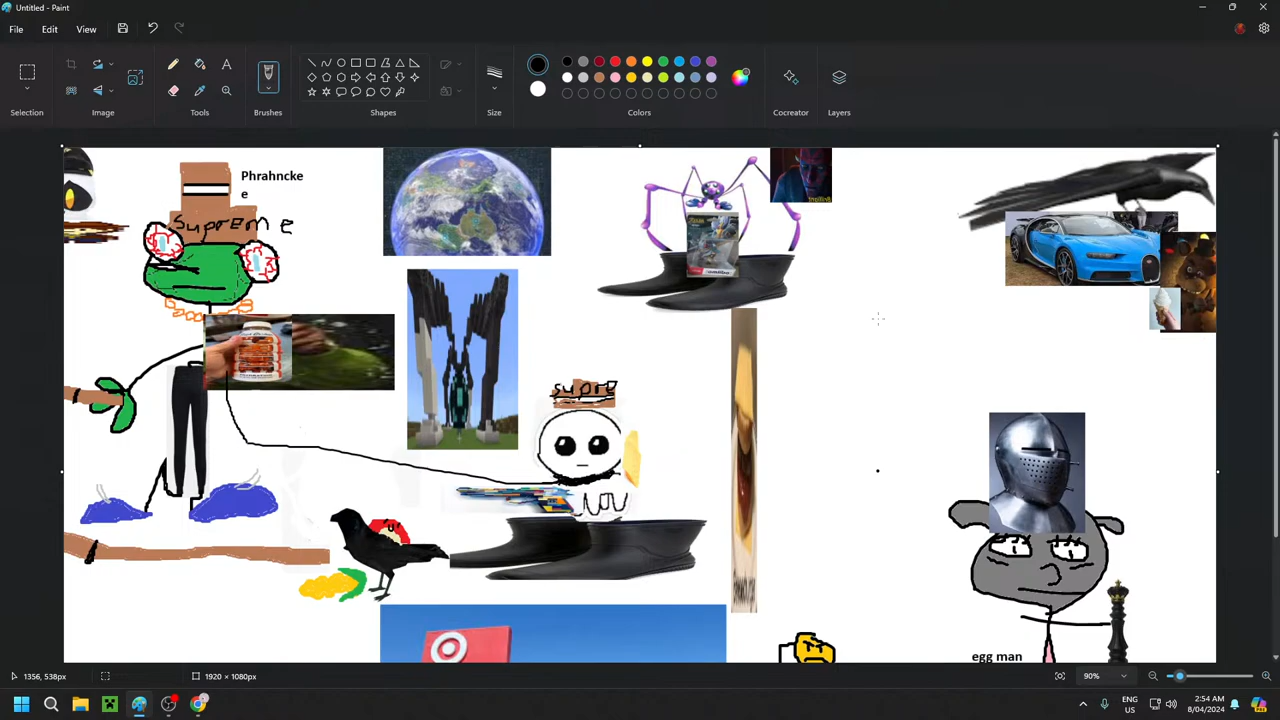 Untitled - Paint
File
Edit
View
Selection
Image
Tools
Brushes
Shapes
Size
Colors
Cocreator
Layers
Phrahncke
e
supreme
supre
egg man
1356, 538px
1920 × 1080px
90%
ENG
US
2:54 AM
8/04/2024